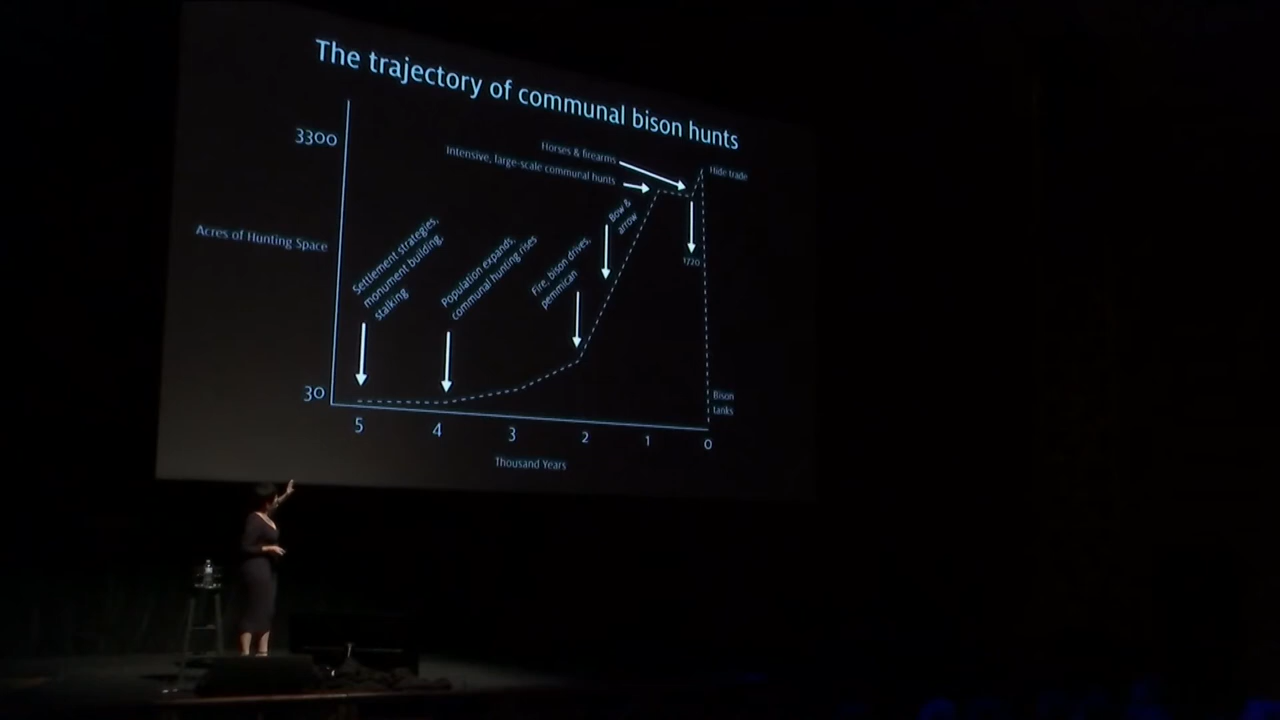 The trajectory of communal bison hunts
3300
Horses & firearms
Intensive, large-scale communal hunts
Hide trade
Bow &
arrow
Acres of Hunting Space
Settlement strategies,
monument building,
stalking
Population expands,
communal hunting rises
Fire, bison drives,
pemmican
1720
30
Bison
tanks
5
4
3
2
1
0
Thousand Years